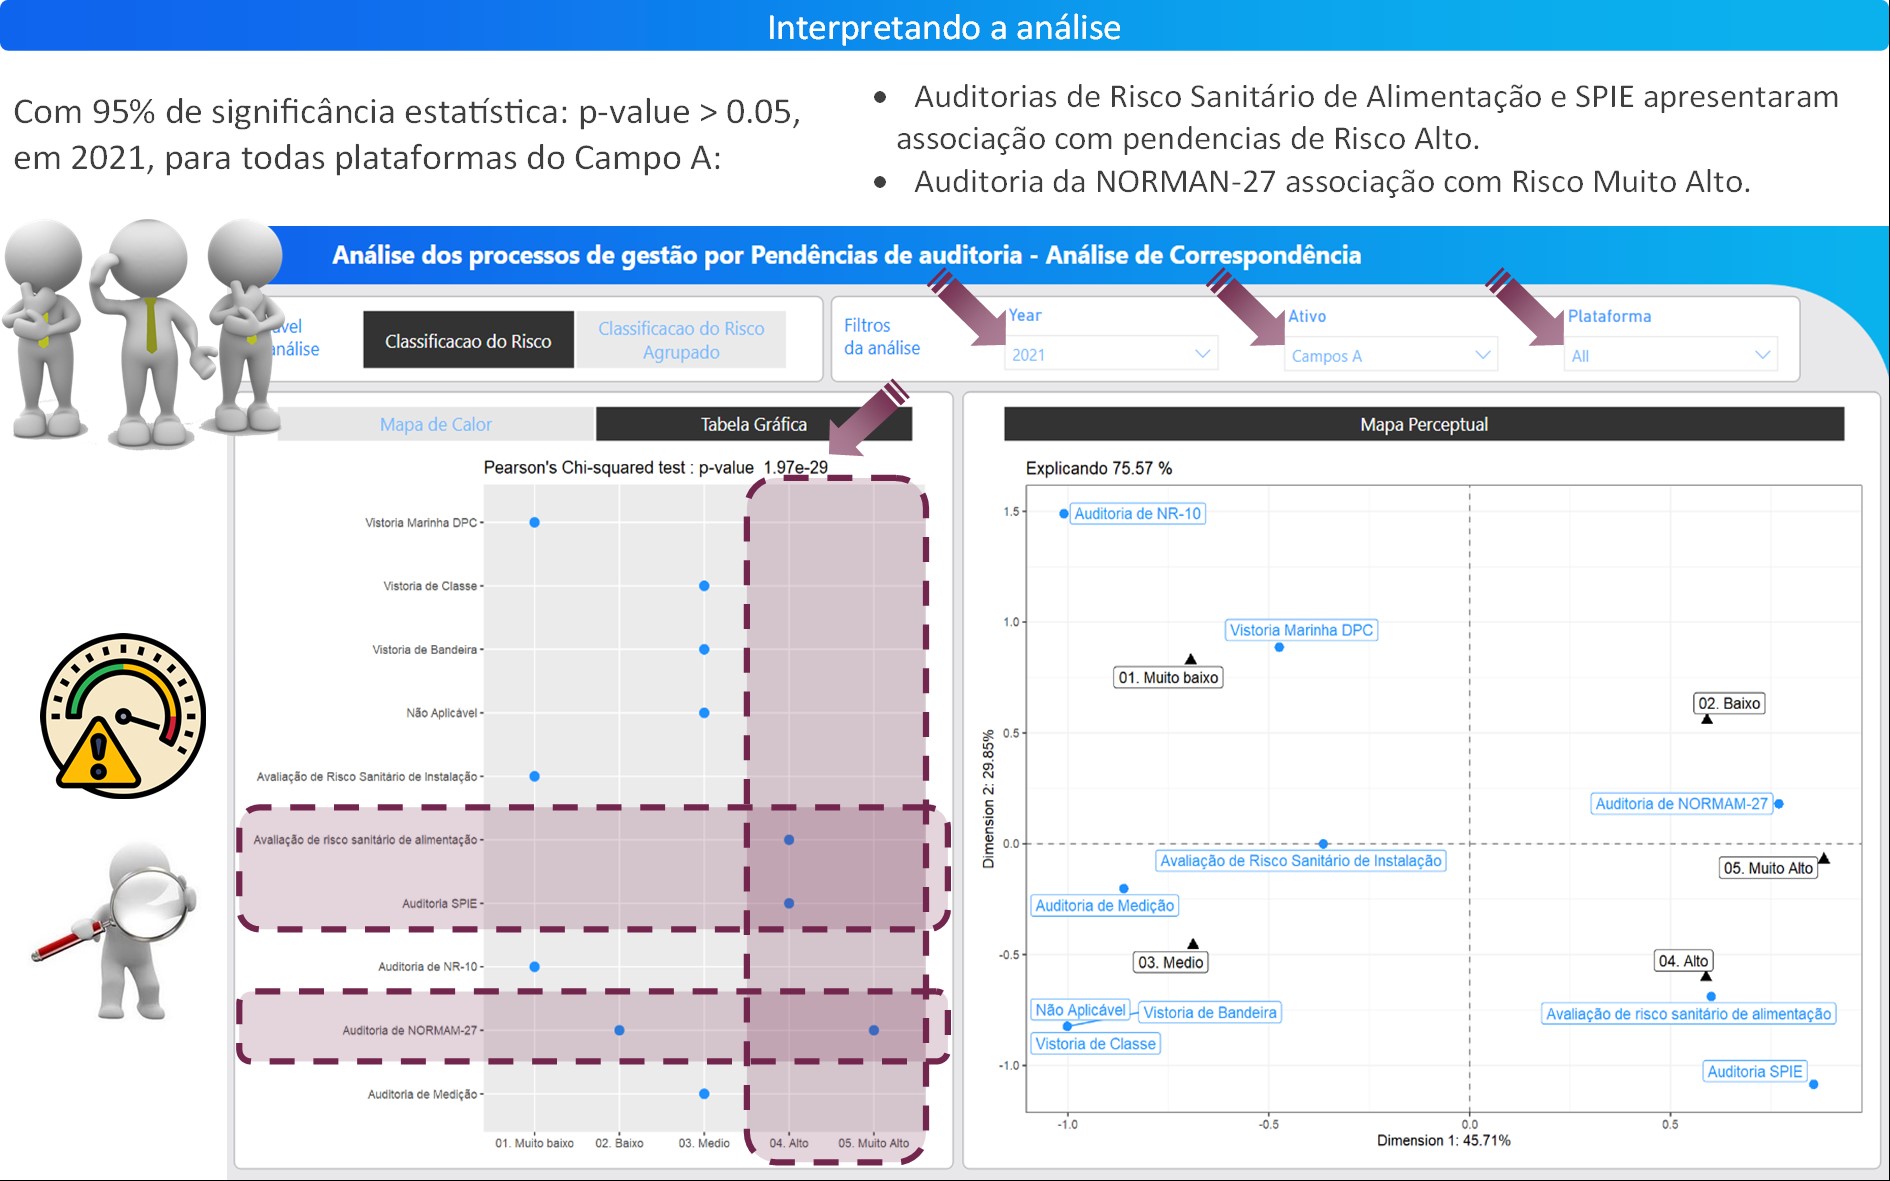 Interpretando a análise
Com 95% de significância estatística: p-value > 0.05,
em 2021, para todas plataformas do Campo A:
• Auditorias de Risco Sanitário de Alimentação e SPIE apresentaram
associação com pendencias de Risco Alto.
• Auditoria da NORMAN-27 associação com Risco Muito Alto.
Análise dos processos de gestão por Pendências de auditoria - Análise de Correspondência
ável
análise
Classificacao do Risco
Classificacao do Risco
Agrupado
Filtros
da análise
Year
2021
Ativo
Campos A
Plataforma
All
Mapa de Calor
Tabela Gráfica
Pearson's Chi-squared test : p-value 1.97e-29
Vistoria Marinha DPC
Vistoria de Classe
Vistoria de Bandeira
Não Aplicável
Avaliação de Risco Sanitário de Instalação
Avaliação de risco sanitário de alimentação
Auditoria SPIE
Auditoria de NR-10
Auditoria de NORMAM-27
Auditoria de Medição
01. Muito baixo
02. Baixo
03. Medio
04. Alto
05. Muito Alto
Mapa Perceptual
Explicando 75.57 %
Dimension 2: 29.85%
1.5
1.0
0.5
0.0
-0.5
-1.0
Auditoria de NR-10
Vistoria Marinha DPC
01. Muito baixo
02. Baixo
Auditoria de NORMAM-27
Avaliação de Risco Sanitário de Instalação
05. Muito Alto
Auditoria de Medição
03. Medio
04. Alto
Não Aplicável
Vistoria de Bandeira
Avaliação de risco sanitário de alimentação
Vistoria de Classe
Auditoria SPIE
-1.0
-0.5
0.0
0.5
Dimension 1: 45.71%